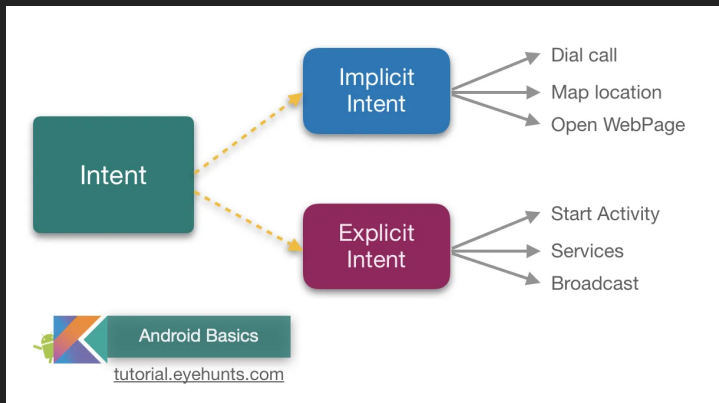 Intent
Implicit
Intent
Dial call
Map location
Open WebPage
Explicit
Intent
Start Activity
Services
Broadcast
Android Basics
tutorial.eyehunts.com